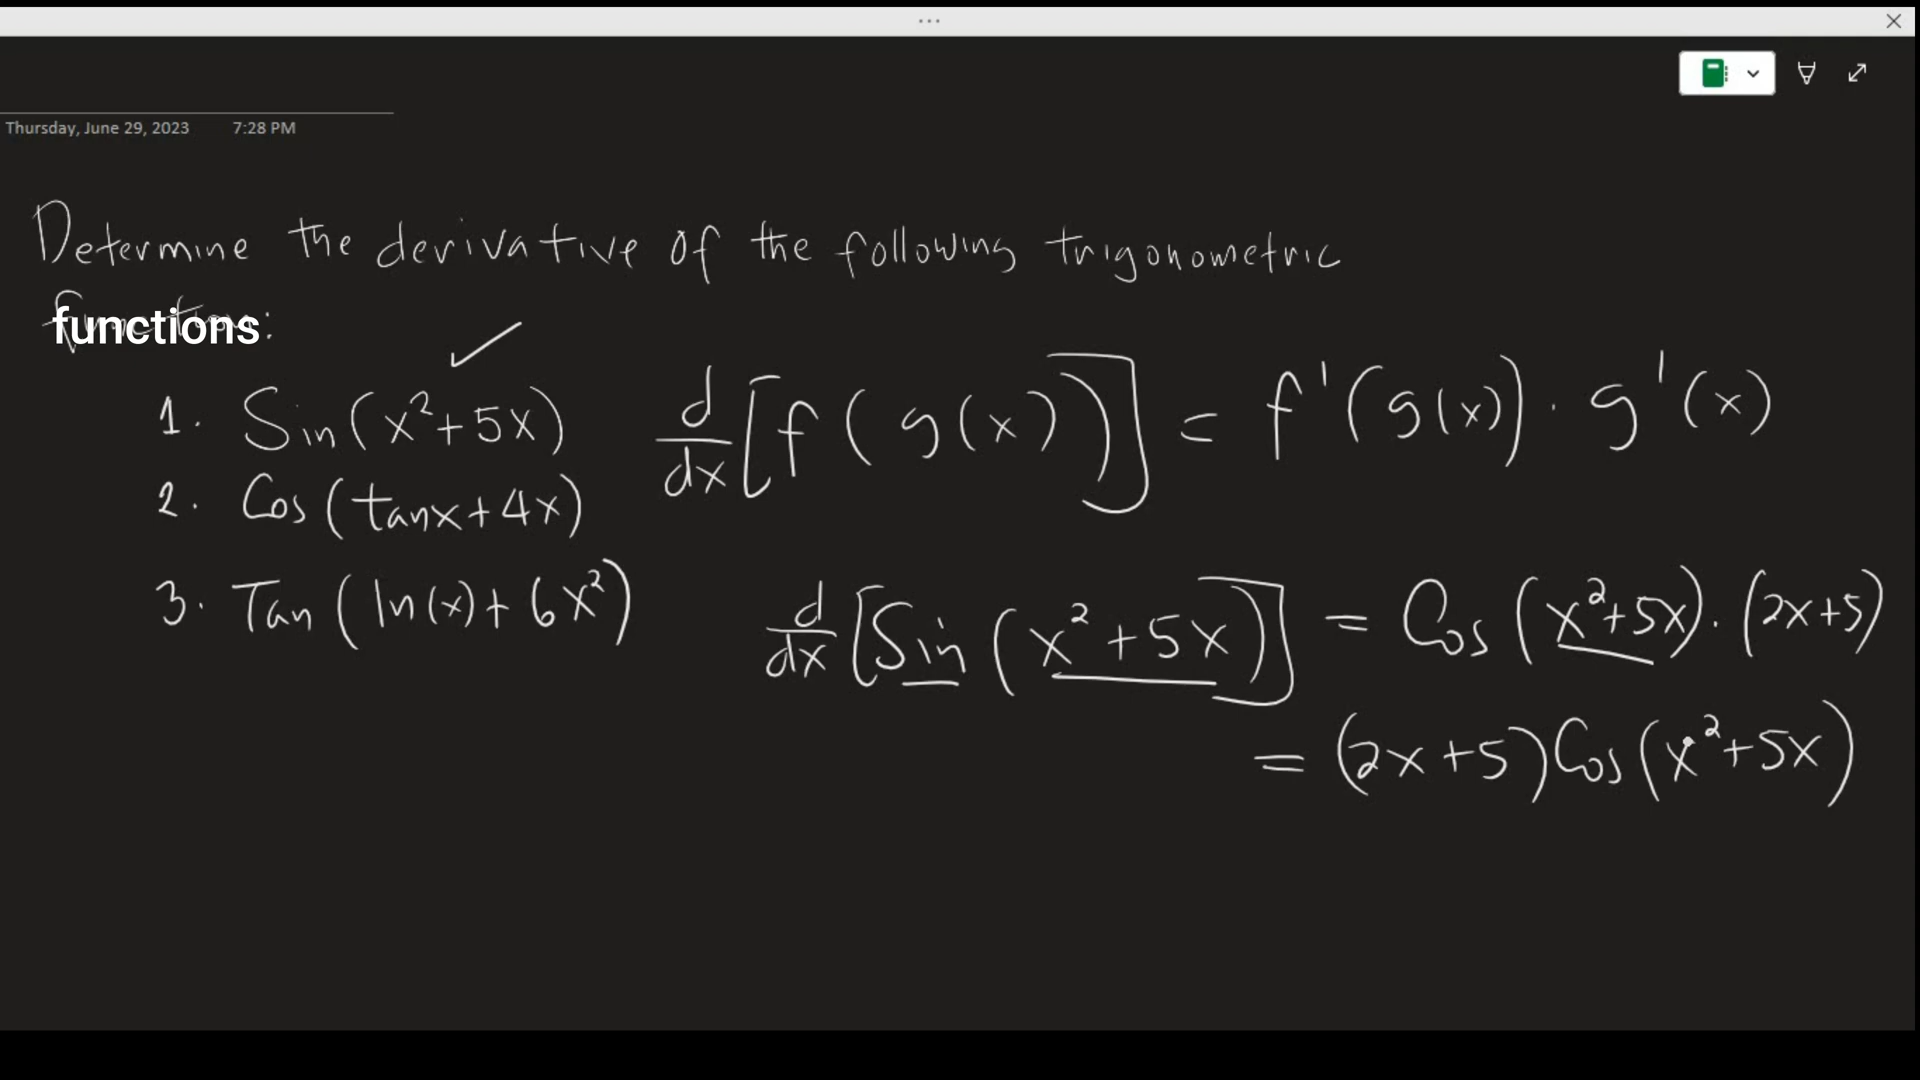 Thursday, June 29, 2023 7:28 PM
Determine the derivative of the following trigonometric
functions:
1. Sin(x²+5x)
d/dx[f(g(x))] = f'(g(x)) · g'(x)
2. Cos(tanx+4x)
3. Tan(ln(x)+6x²)
d/dx[Sin(x²+5x)] = Cos(x²+5x)·(2x+5)
= (2x+5)Cos(x²+5x)